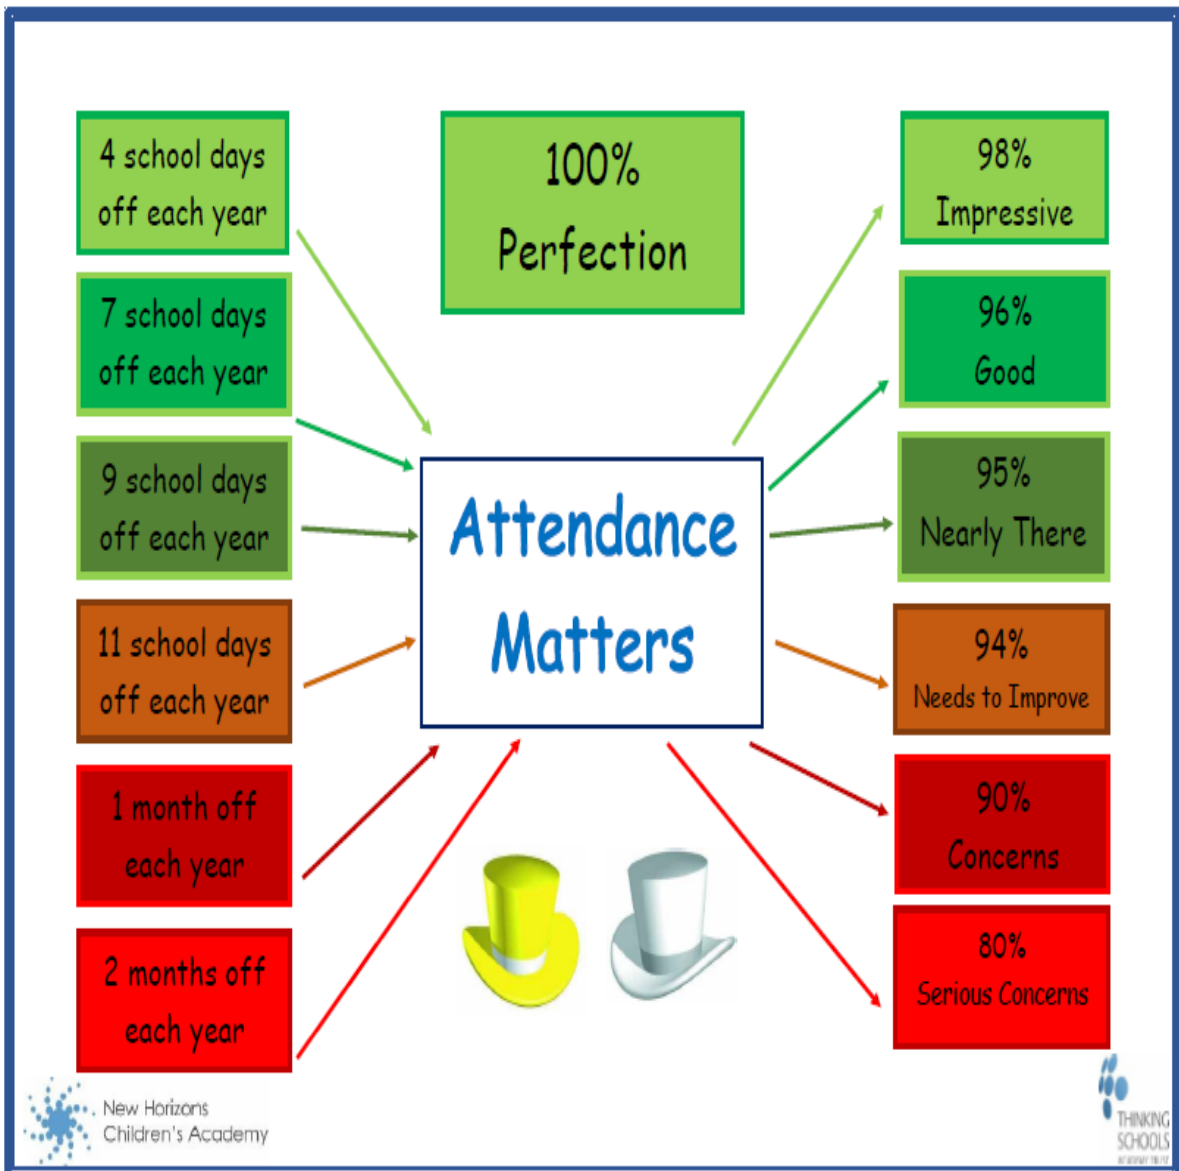 4 school days
off each year
7 school days
off each year
9 school days
off each year
11 school days
off each year
1 month off
each year
2 months off
each year
100%
Perfection
Attendance
Matters
98%
Impressive
96%
Good
95%
Nearly There
94%
Needs to Improve
90%
Concerns
80%
Serious Concerns
New Horizons
Children's Academy
THINKING
SCHOOLS
ACADEMY TRUST